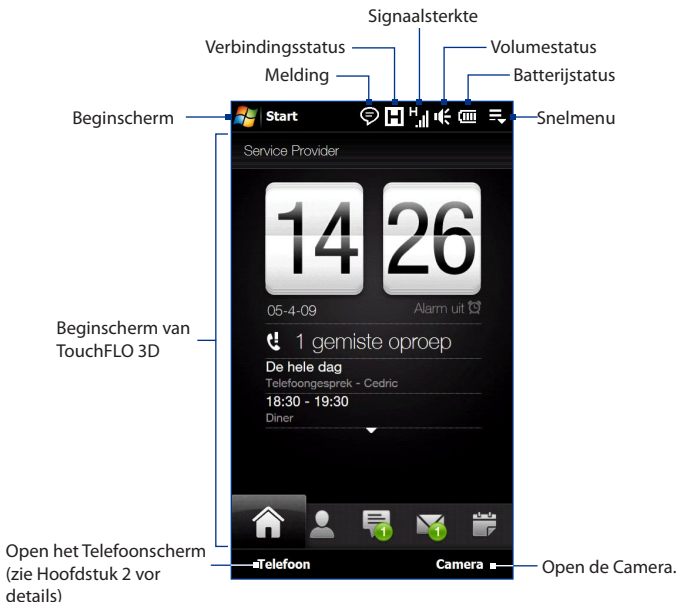 Signaalsterkte
Verbindingsstatus
Volumestatus
Melding
Batterijstatus
Beginscherm
Start
H
H
Snelmenu
Service Provider
14
26
05-4-09
Alarm uit
Beginscherm van
TouchFLO 3D
1 gemiste oproep
De hele dag
Telefoongesprek - Cedric
18:30 - 19:30
Diner
1
1
Open het Telefoonscherm
(zie Hoofdstuk 2 vor
details)
Telefoon
Camera
Open de Camera.